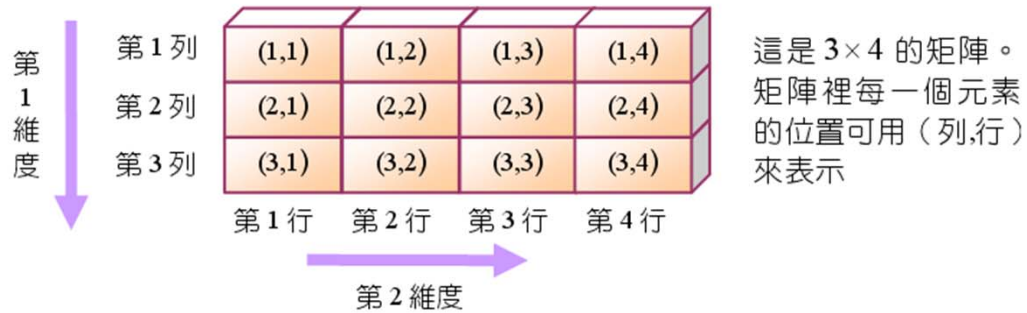 第
1
維
度
第 1 列 (1,1) (1,2) (1,3) (1,4)
第 2 列 (2,1) (2,2) (2,3) (2,4)
第 3 列 (3,1) (3,2) (3,3) (3,4)
第 1 行 第 2 行 第 3 行 第 4 行
第 2 維度
這是 3×4 的矩陣。
矩陣裡每一個元素
的位置可用(列,行)
來表示